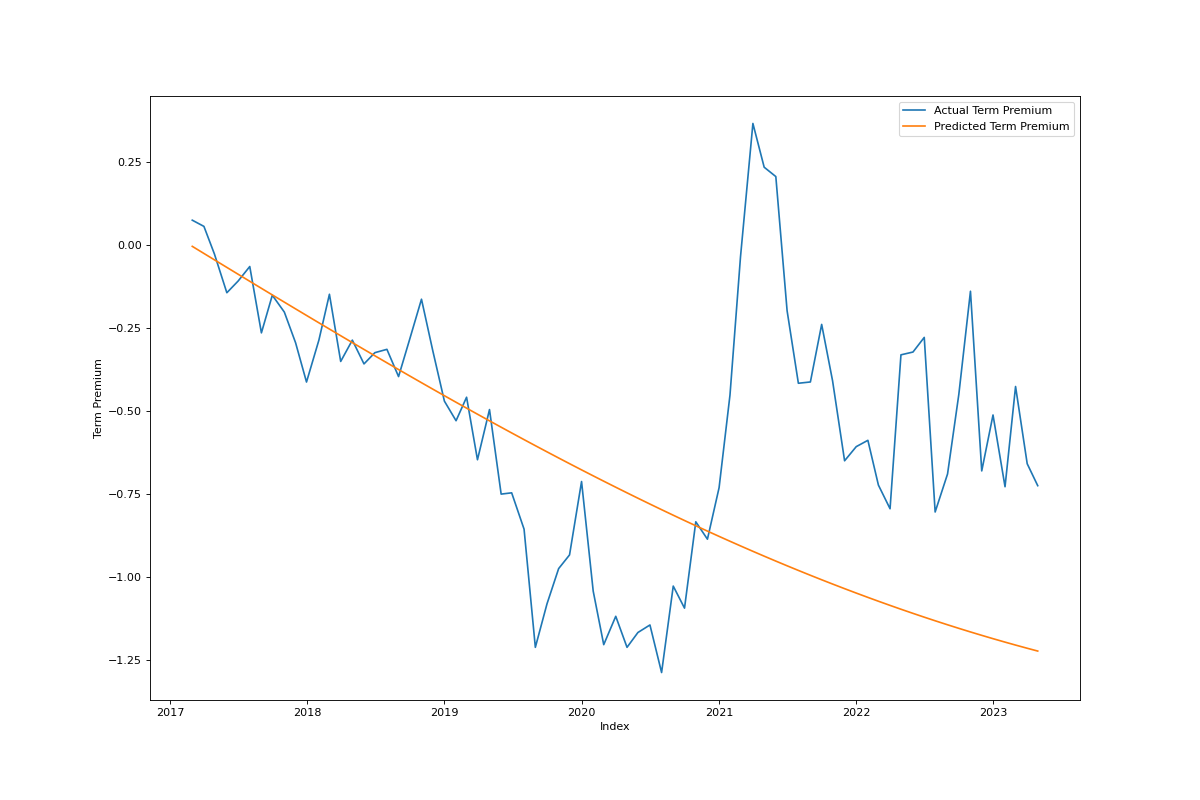 Actual Term Premium
Predicted Term Premium
0.25
0.00
−0.25
−0.50
−0.75
−1.00
−1.25
Term Premium
2017 2018 2019 2020 2021 2022 2023
Index